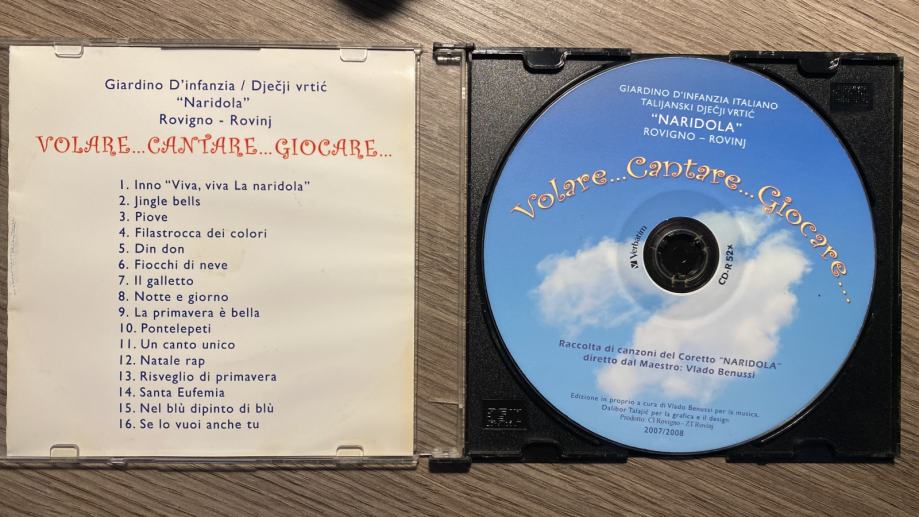 Giardino D'infanzia / Dječji vrtić
"Naridola"
Rovigno - Rovinj
VOLARE...CANTARE...GIOCARE...
1. Inno "Viva, viva La naridola"
2. Jingle bells
3. Piove
4. Filastrocca dei colori
5. Din don
6. Fiocchi di neve
7. Il galletto
8. Notte e giorno
9. La primavera è bella
10. Pontelepeti
11. Un canto unico
12. Natale rap
13. Risveglio di primavera
14. Santa Eufemia
15. Nel blù dipinto di blù
16. Se lo vuoi anche tu
GIARDINO D'INFANZIA ITALIANO
TALIJANSKI DJEČJI VRTIĆ
"NARIDOLA"
ROVIGNO – ROVINJ
Volare...Cantare...Giocare...
Verbatim
CD-R 52x
Raccolta di canzoni del Coretto "NARIDOLA"
diretto dal Maestro: Vlado Benussi
Edizione in proprio a cura di Vlado Benussi per la musica,
Dalibor Talajić per la grafica e il design
Prodotto: CI Rovigno - ZT Rovinj
2007/2008